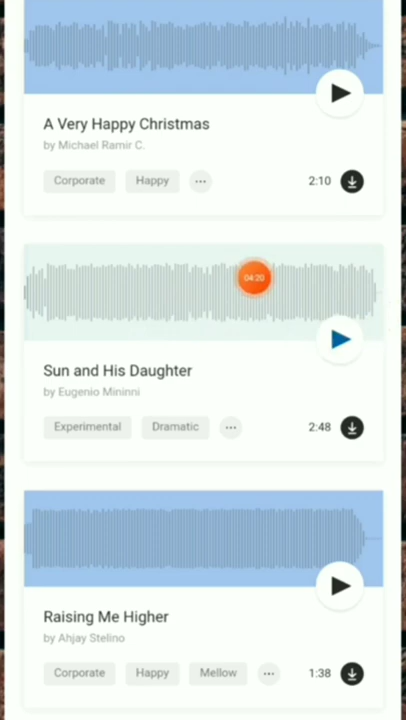 A Very Happy Christmas
by Michael Ramir C.
Corporate Happy ... 2:10
04:20
Sun and His Daughter
by Eugenio Mininni
Experimental Dramatic ... 2:48
Raising Me Higher
by Ahjay Stelino
Corporate Happy Mellow ... 1:38